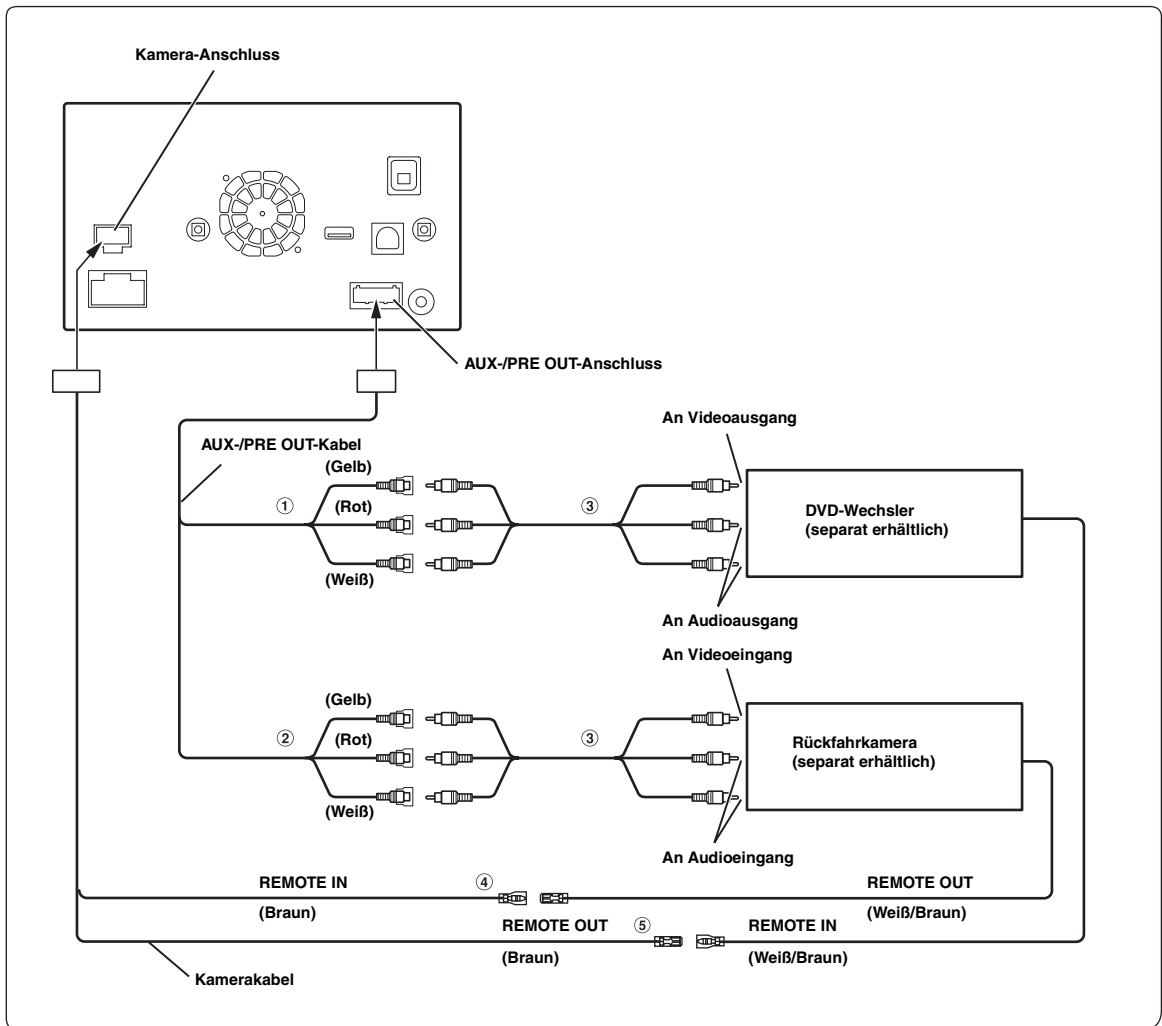 Kamera-Anschluss
AUX-/PRE OUT-Anschluss
An Videoausgang
AUX-/PRE OUT-Kabel
(Gelb)
① (Rot)
③
DVD-Wechsler
(separat erhältlich)
(Weiß)
An Audioausgang
An Videoeingang
(Gelb)
② (Rot)
③
Rückfahrkamera
(separat erhältlich)
(Weiß)
An Audioeingang
REMOTE IN ④ REMOTE OUT
(Braun) (Weiß/Braun)
REMOTE OUT ⑤ REMOTE IN
(Braun) (Weiß/Braun)
Kamerakabel